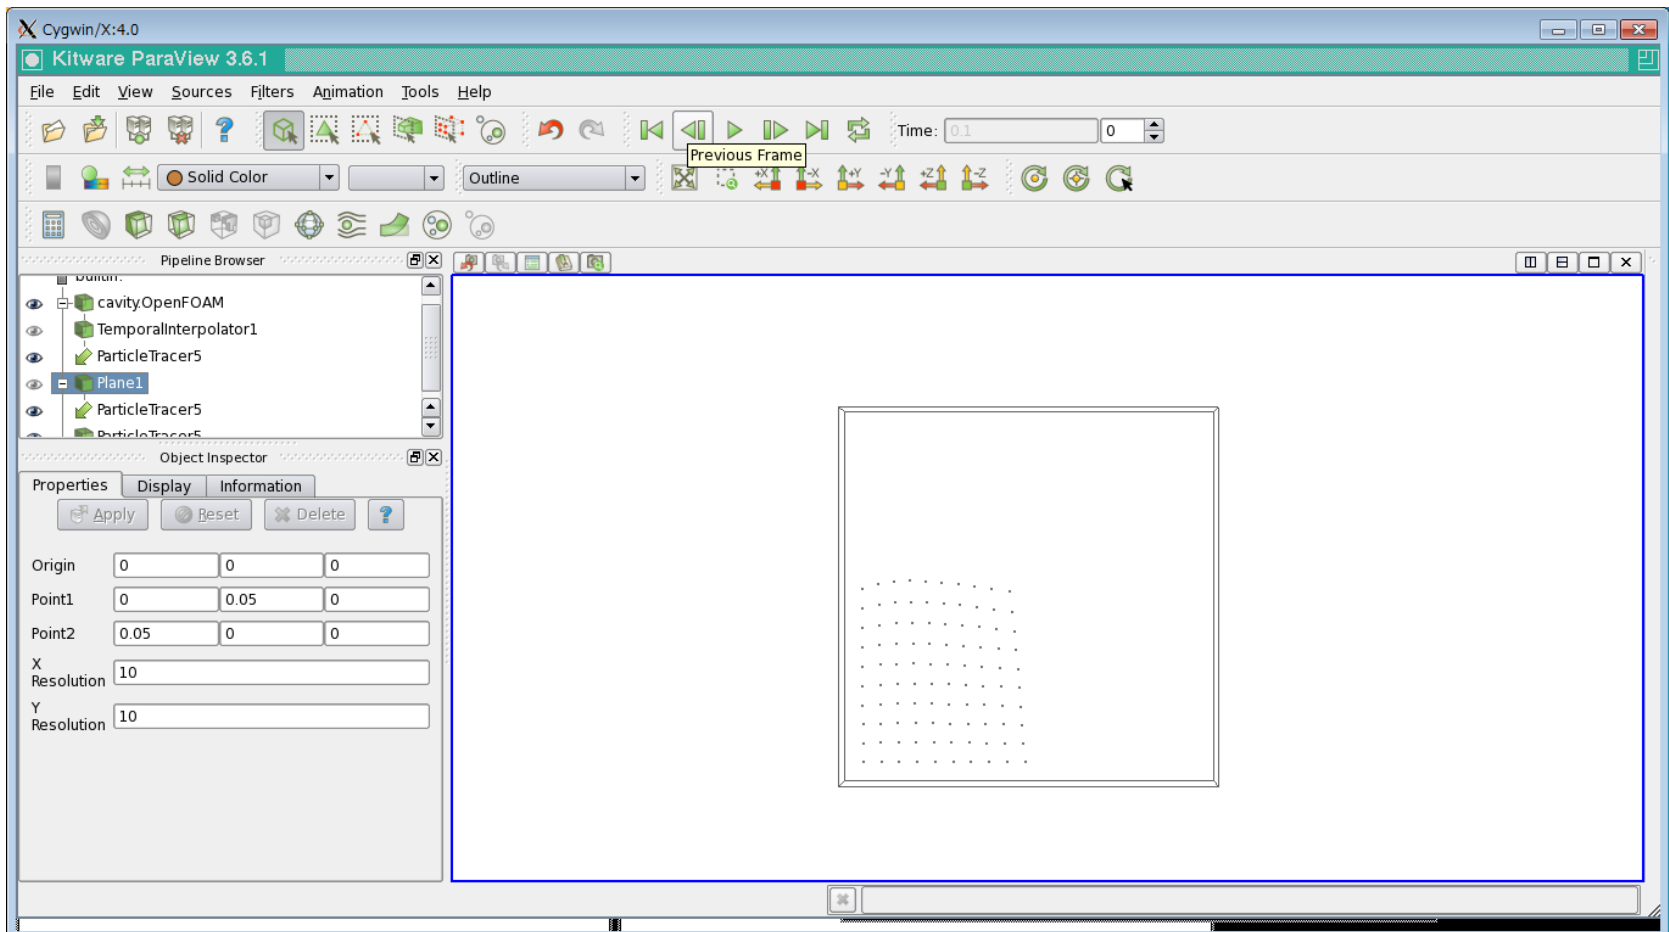 Cygwin/X:4.0
Kitware ParaView 3.6.1
File Edit View Sources Filters Animation Tools Help
Time: 0.1 0
Previous Frame
Solid Color Outline
+X -X +Y -Y +Z -Z
Pipeline Browser
builtin:
cavity.OpenFOAM
TemporalInterpolator1
ParticleTracer5
Plane1
ParticleTracer5
ParticleTracer5
Object Inspector
Properties Display Information
Apply Reset Delete ?
Origin 0 0 0
Point1 0 0.05 0
Point2 0.05 0 0
X
Resolution 10
Y
Resolution 10